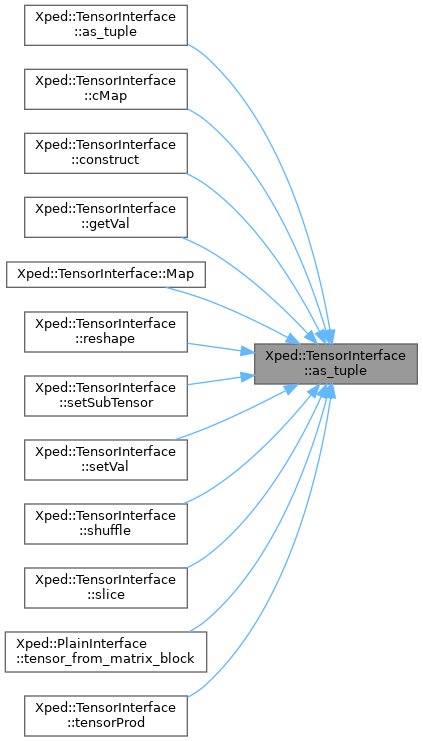 Xped::TensorInterface
::as_tuple
Xped::TensorInterface
::cMap
Xped::TensorInterface
::construct
Xped::TensorInterface
::getVal
Xped::TensorInterface::Map
Xped::TensorInterface
::reshape
Xped::TensorInterface
::as_tuple
Xped::TensorInterface
::setSubTensor
Xped::TensorInterface
::setVal
Xped::TensorInterface
::shuffle
Xped::TensorInterface
::slice
Xped::PlainInterface
::tensor_from_matrix_block
Xped::TensorInterface
::tensorProd